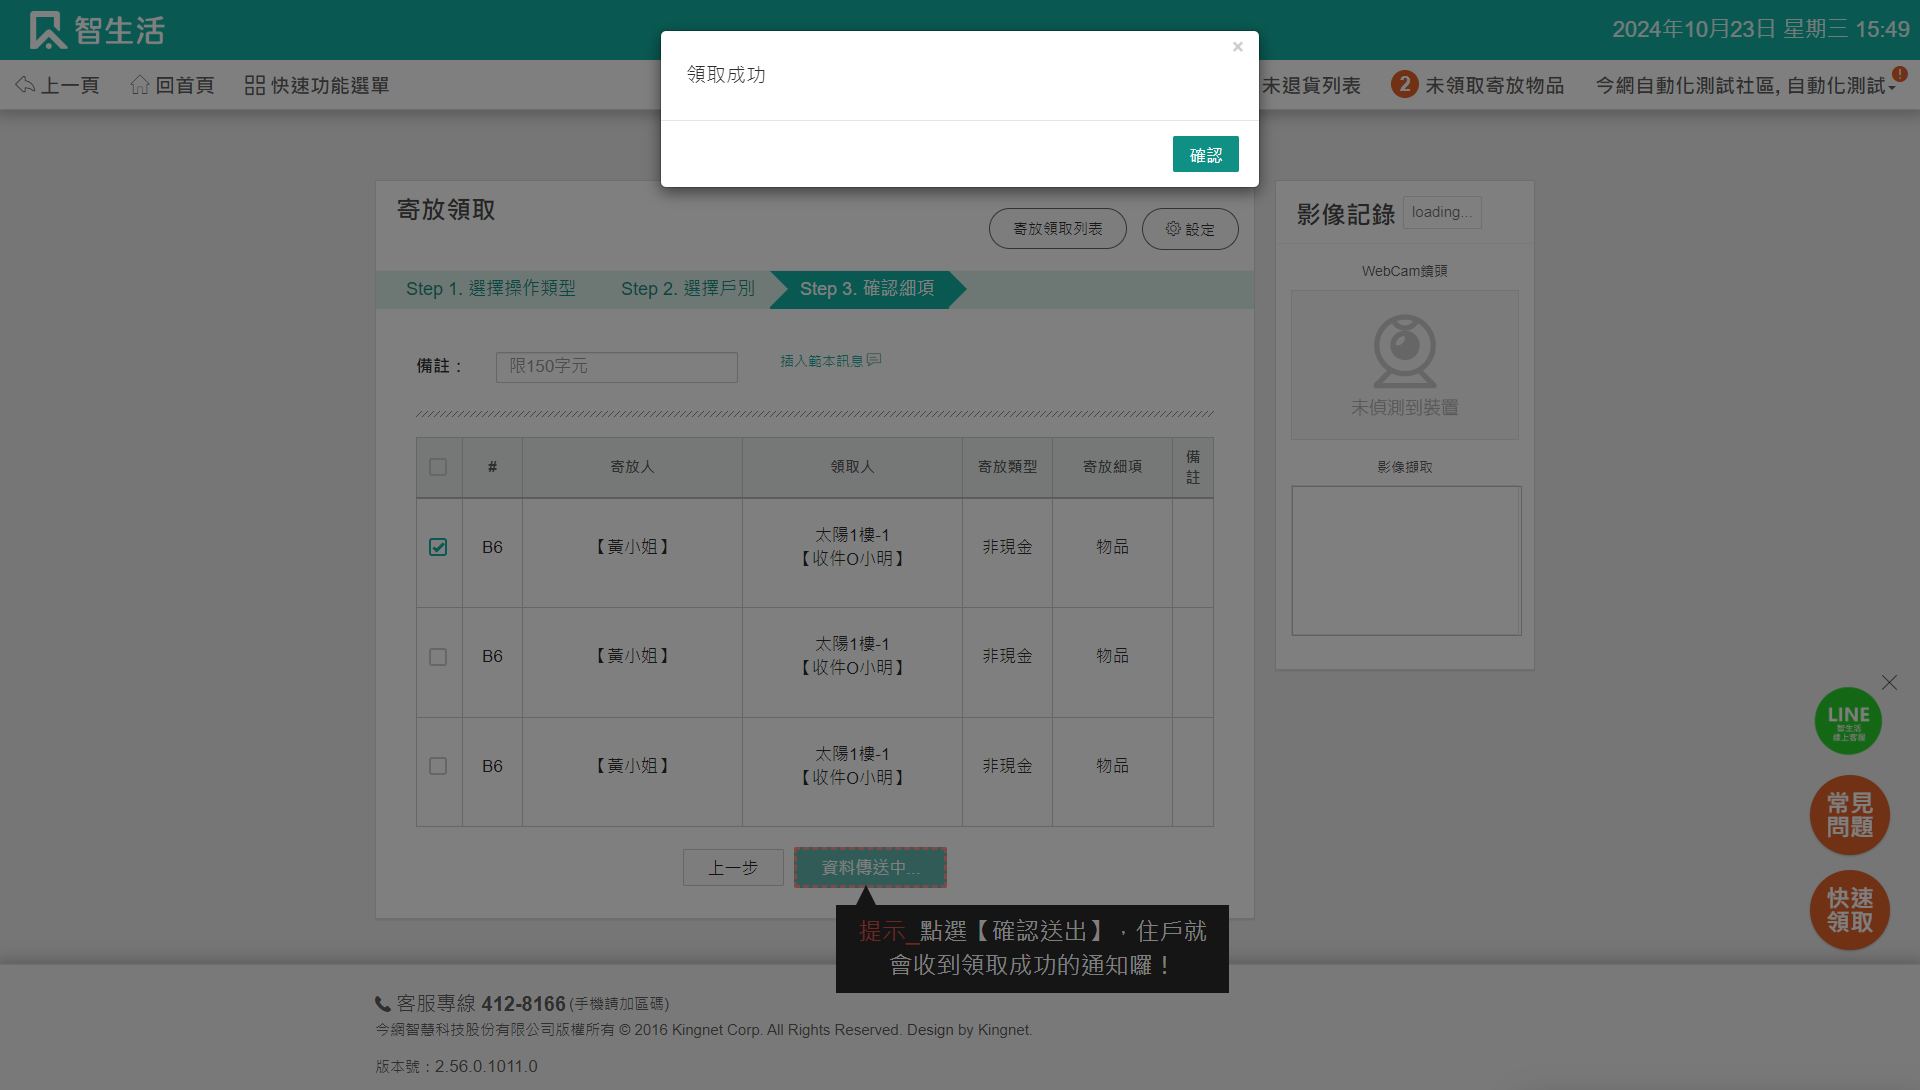 智生活
2024年10月23日 星期三 15:49
上一頁
回首頁
快速功能選單
未退貨列表
2 未領取寄放物品
今網自動化測試社區, 自動化測試
!
×
領取成功
確認
寄放領取
寄放領取列表
設定
Step 1. 選擇操作類型
Step 2. 選擇戶別
Step 3. 確認細項
備註：
限150字元
插入範本訊息
# 寄放人 領取人 寄放類型 寄放細項 備註
B6 【黃小姐】 太陽1樓-1 【收件O小明】 非現金 物品
B6 【黃小姐】 太陽1樓-1 【收件O小明】 非現金 物品
B6 【黃小姐】 太陽1樓-1 【收件O小明】 非現金 物品
上一步
資料傳送中...
提示_點選【確認送出】，住戶就
會收到領取成功的通知囉！
影像記錄
loading...
WebCam鏡頭
未偵測到裝置
影像擷取
LINE
智生活
線上客服
常見
問題
快速
領取
客服專線 412-8166 (手機請加區碼)
今網智慧科技股份有限公司版權所有 © 2016 Kingnet Corp. All Rights Reserved. Design by Kingnet.
版本號：2.56.0.1011.0